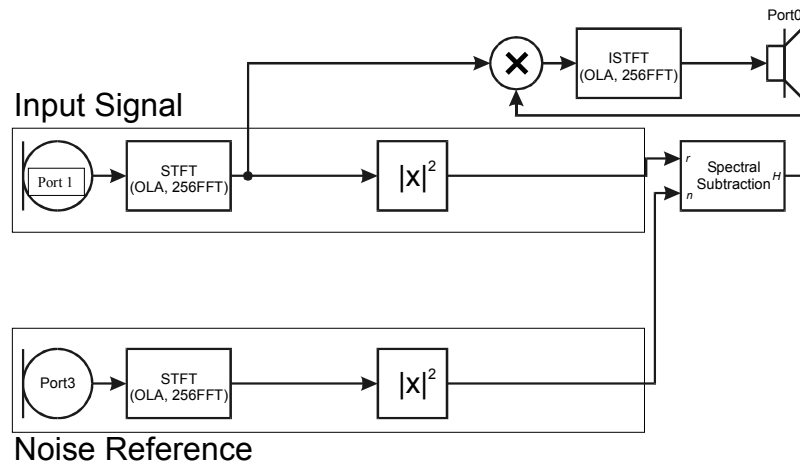 Port0
ISTFT
(OLA, 256FFT)
Input Signal
Port 1
STFT
(OLA, 256FFT)
|x|²
r
n
Spectral
Subtraction
H
Port3
STFT
(OLA, 256FFT)
|x|²
Noise Reference